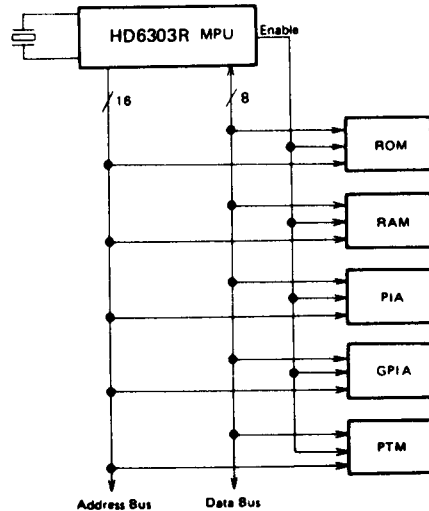 HD6303R MPU
Enable
16
8
ROM
RAM
PIA
GPIA
PTM
Address Bus
Data Bus